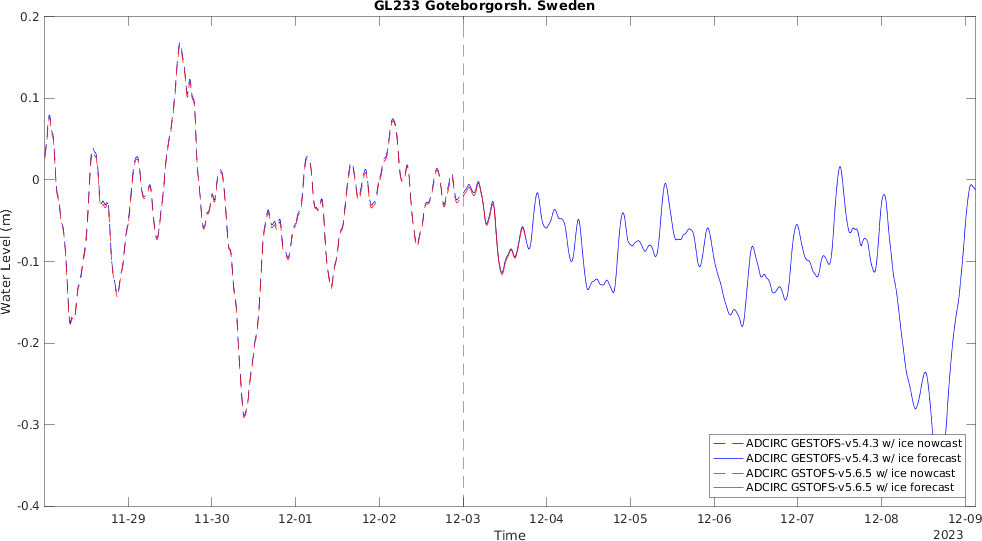 GL233 Goteborgorsh. Sweden
Water Level (m)
0.2
0.1
0
-0.1
-0.2
-0.3
-0.4
ADCIRC GESTOFS-v5.4.3 w/ ice nowcast
ADCIRC GESTOFS-v5.4.3 w/ ice forecast
ADCIRC GSTOFS-v5.6.5 w/ ice nowcast
ADCIRC GSTOFS-v5.6.5 w/ ice forecast
11-29 11-30 12-01 12-02 12-03 12-04 12-05 12-06 12-07 12-08 12-09
Time
2023